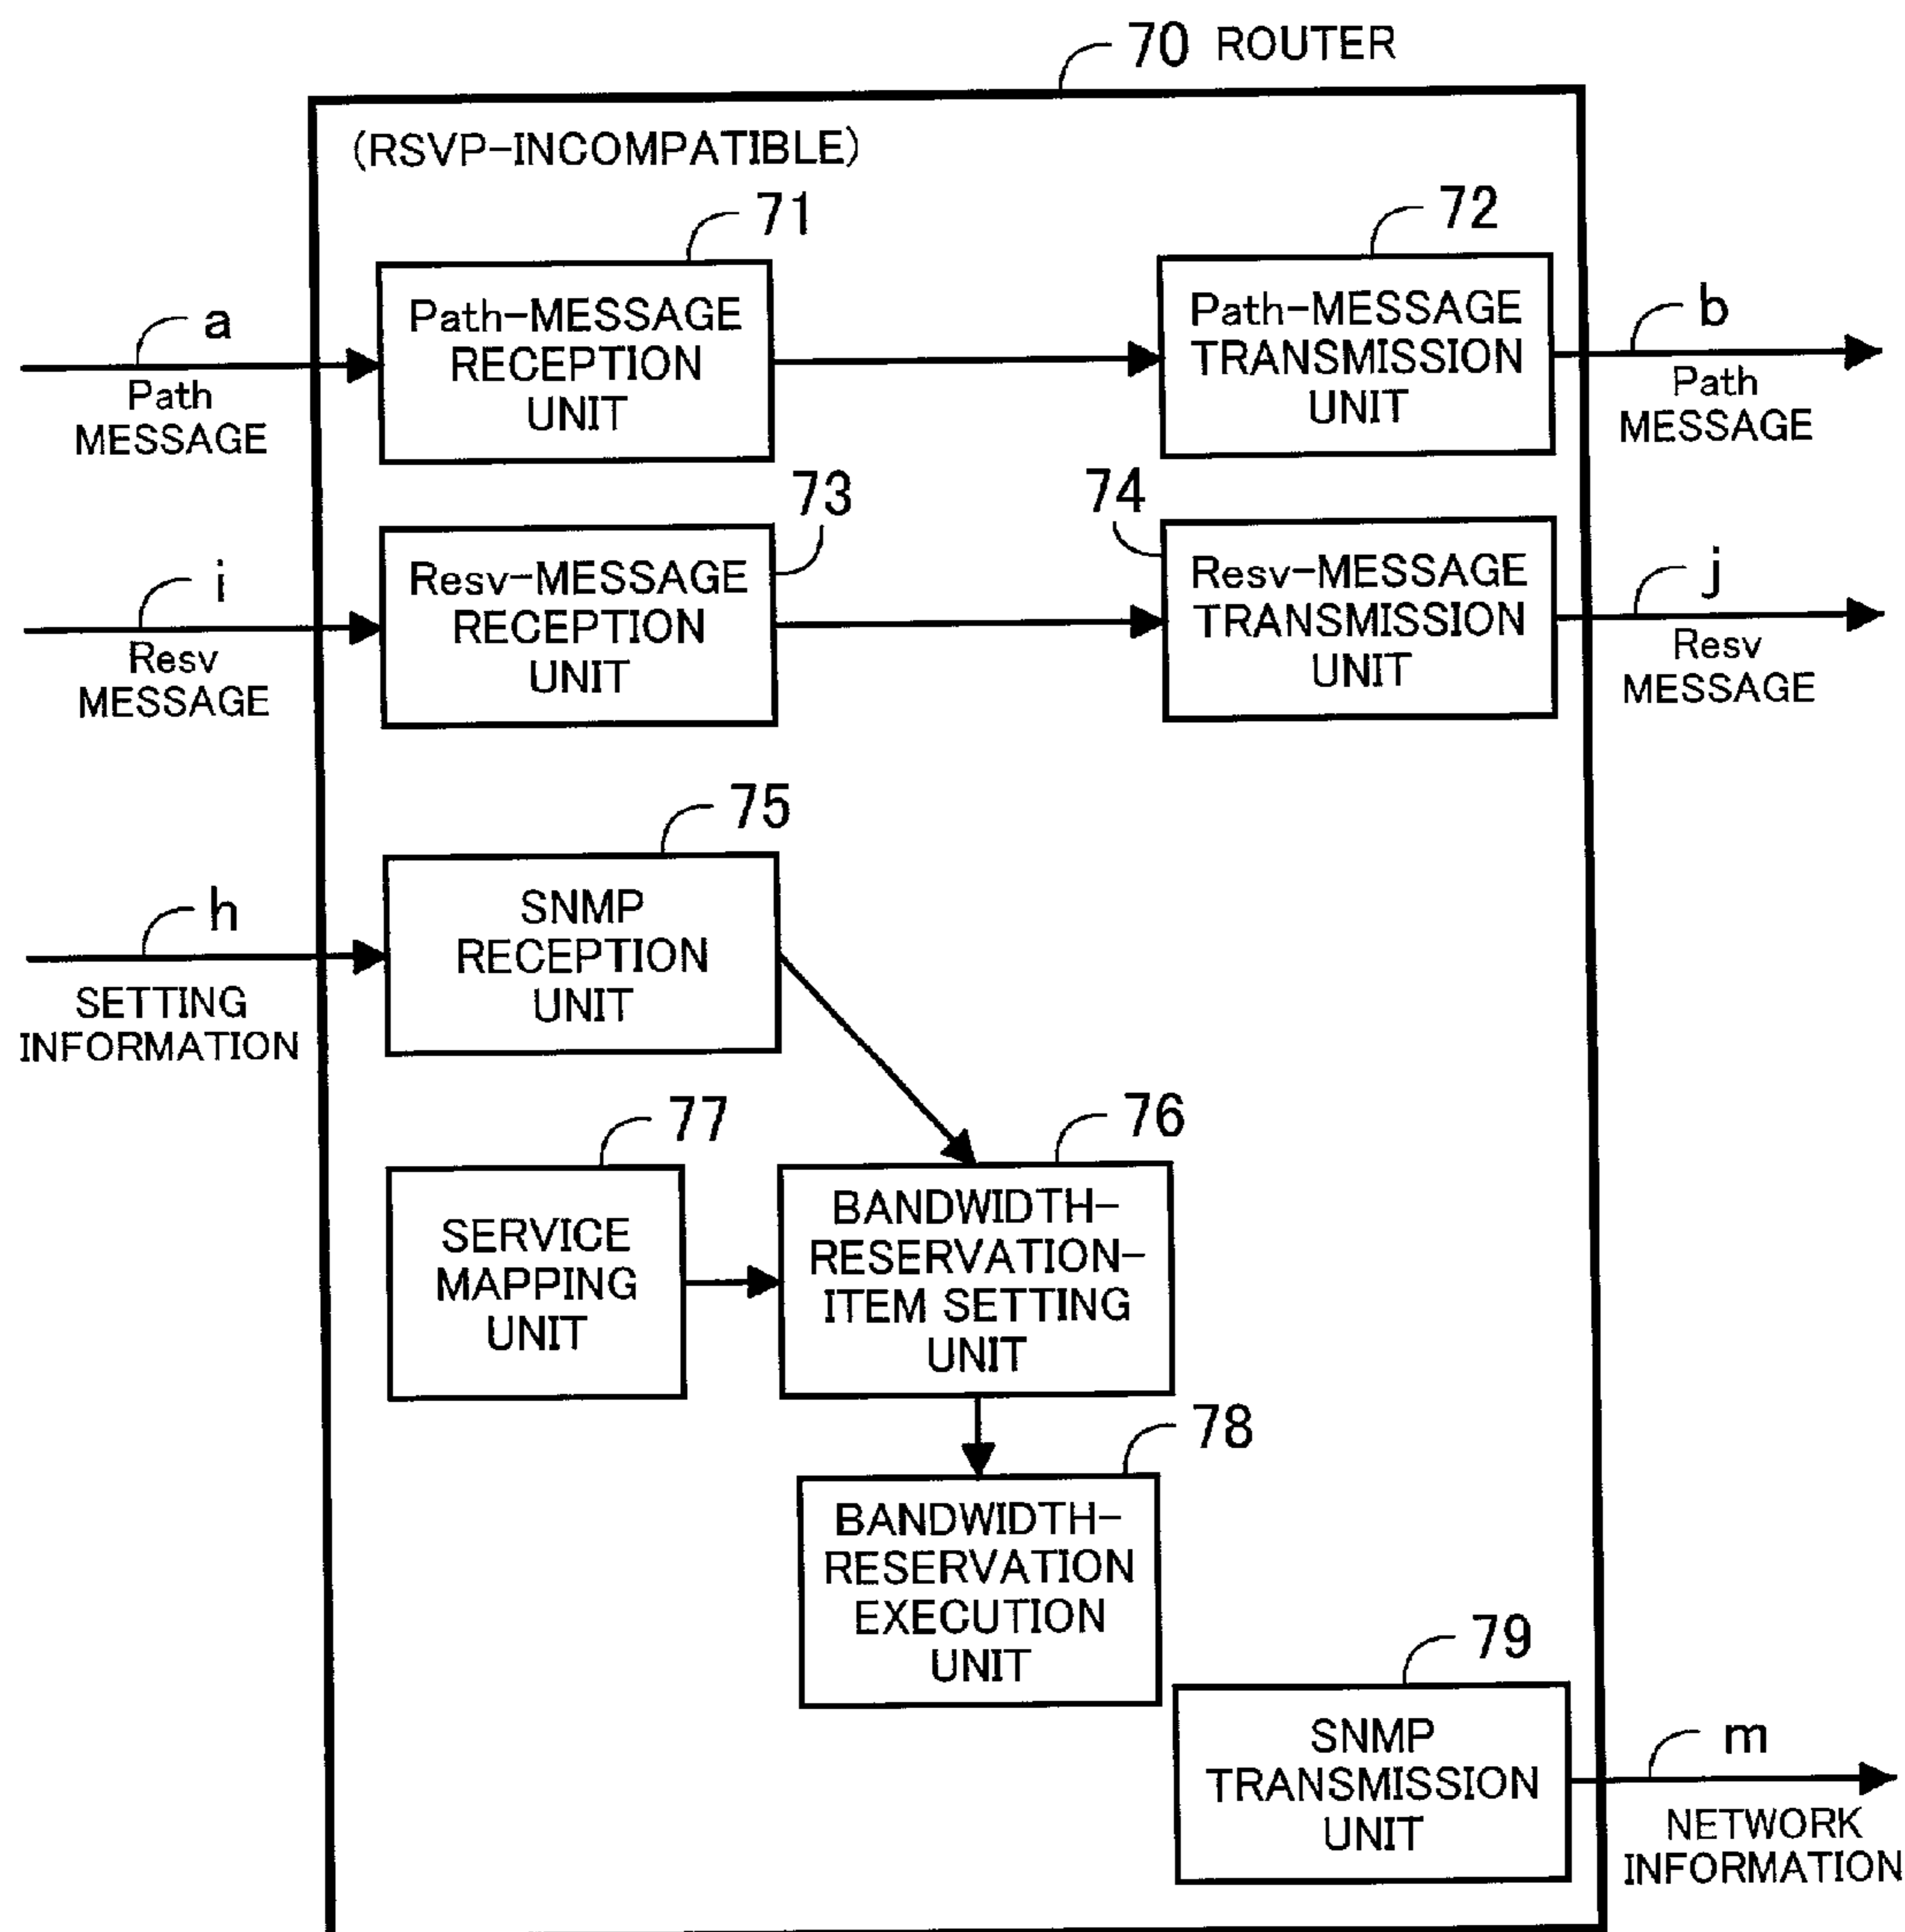 70 ROUTER
(RSVP-INCOMPATIBLE)
71
72
a
Path-MESSAGE
RECEPTION
UNIT
Path-MESSAGE
TRANSMISSION
UNIT
b
Path
MESSAGE
Path
MESSAGE
73
74
i
Resv-MESSAGE
RECEPTION
UNIT
Resv-MESSAGE
TRANSMISSION
UNIT
j
Resv
MESSAGE
Resv
MESSAGE
75
h
SNMP
RECEPTION
UNIT
SETTING
INFORMATION
77
76
SERVICE
MAPPING
UNIT
BANDWIDTH-
RESERVATION-
ITEM SETTING
UNIT
78
BANDWIDTH-
RESERVATION
EXECUTION
UNIT
79
SNMP
TRANSMISSION
UNIT
m
NETWORK
INFORMATION